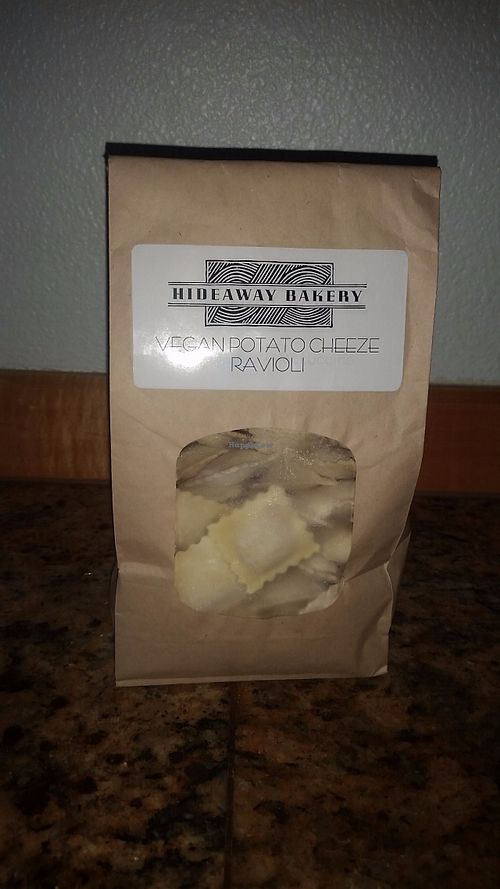 HIDEAWAY BAKERY
VEGAN POTATO CHEEZE
RAVIOLI